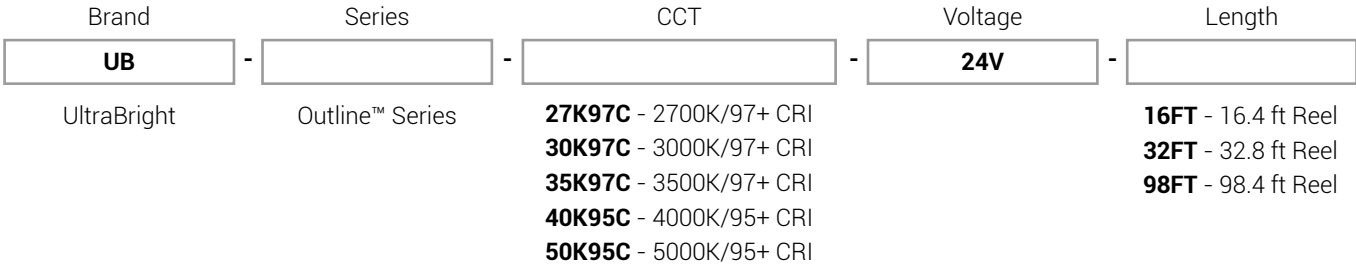 Brand Series CCT Voltage Length
UB - - - 24V -
UltraBright Outline™ Series 27K97C - 2700K/97+ CRI 16FT - 16.4 ft Reel
30K97C - 3000K/97+ CRI 32FT - 32.8 ft Reel
35K97C - 3500K/97+ CRI 98FT - 98.4 ft Reel
40K95C - 4000K/95+ CRI
50K95C - 5000K/95+ CRI